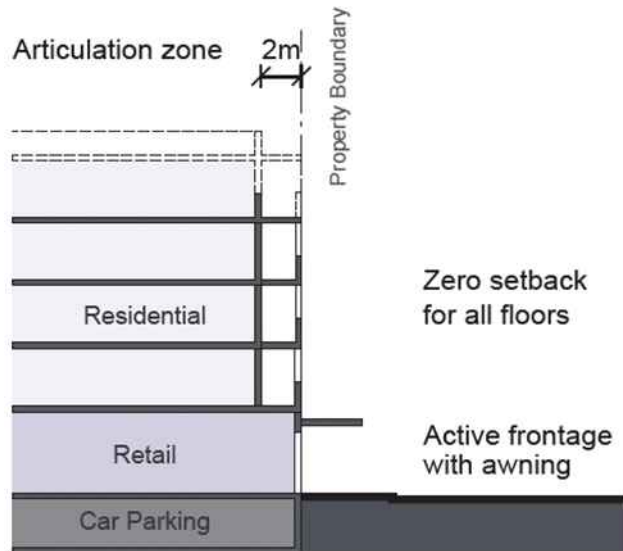 Articulation zone
2m
Property Boundary
Zero setback
for all floors
Residential
Active frontage
with awning
Retail
Car Parking